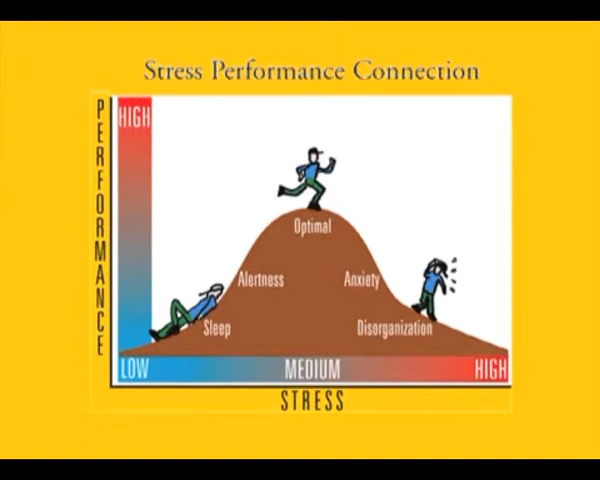 Stress Performance Connection
PERFORMANCE
HIGH
Optimal
Alertness
Anxiety
Sleep
Disorganization
LOW
MEDIUM
HIGH
STRESS